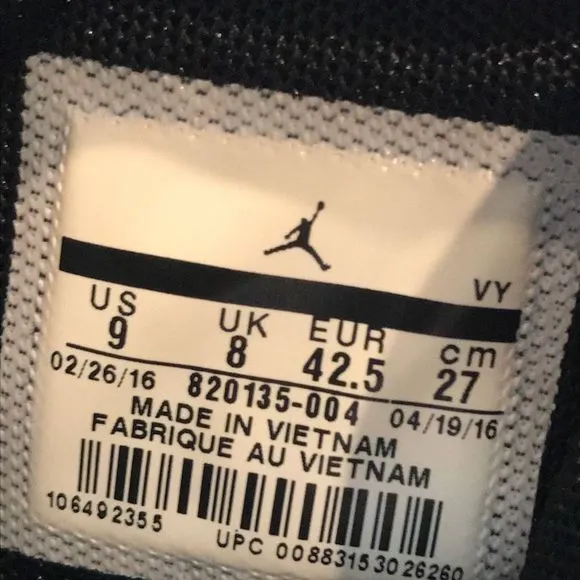 VY
US UK EUR cm
9 8 42.5 27
02/26/16 820135-004 04/19/16
MADE IN VIETNAM
FABRIQUE AU VIETNAM
106492355
UPC 00883153026260